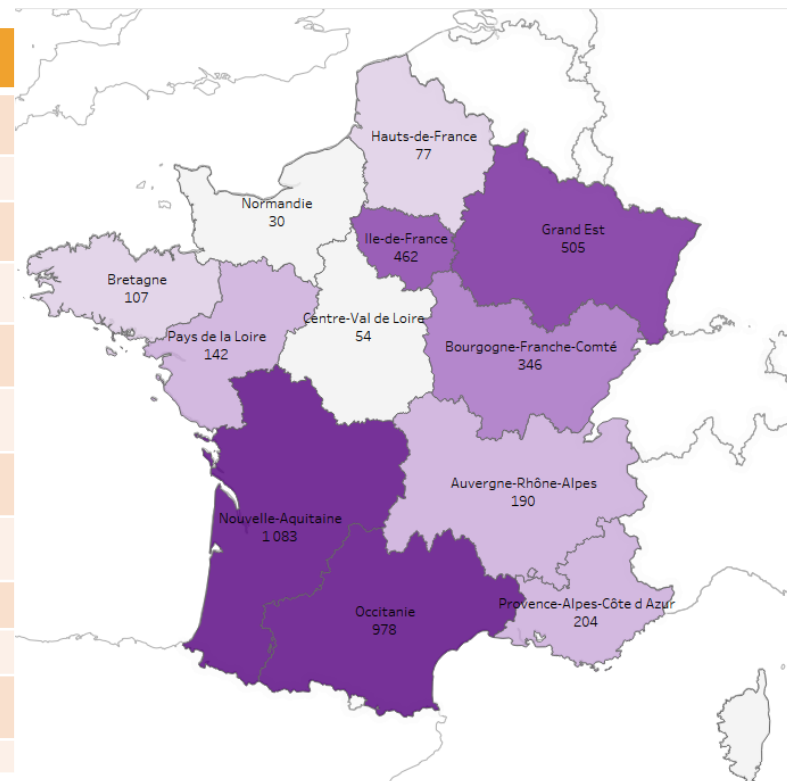 Hauts-de-France
77
Normandie
30
Ile-de-France
462
Grand Est
505
Bretagne
107
Pays de la Loire
142
Centre-Val de Loire
54
Bourgogne-Franche-Comté
346
Auvergne-Rhône-Alpes
190
Nouvelle-Aquitaine
1 083
Occitanie
978
Provence-Alpes-Côte d Azur
204